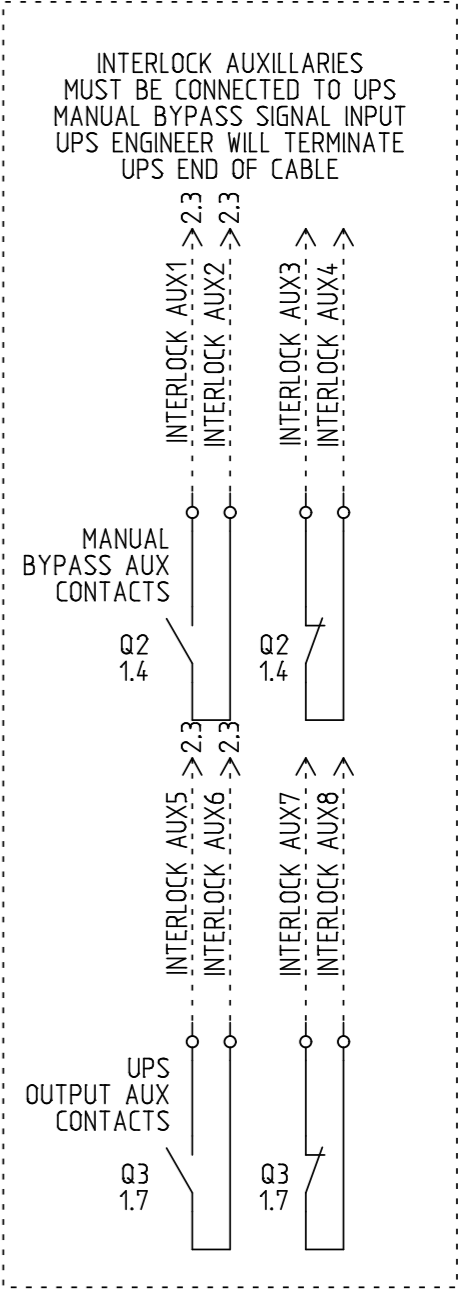 INTERLOCK AUXILLARIES
MUST BE CONNECTED TO UPS
MANUAL BYPASS SIGNAL INPUT
UPS ENGINEER WILL TERMINATE
UPS END OF CABLE
2.3
2.3
INTERLOCK AUX1
INTERLOCK AUX2
INTERLOCK AUX3
INTERLOCK AUX4
MANUAL
BYPASS AUX
CONTACTS
Q2
1.4
Q2
1.4
2.3
2.3
INTERLOCK AUX5
INTERLOCK AUX6
INTERLOCK AUX7
INTERLOCK AUX8
UPS
OUTPUT AUX
CONTACTS
Q3
1.7
Q3
1.7